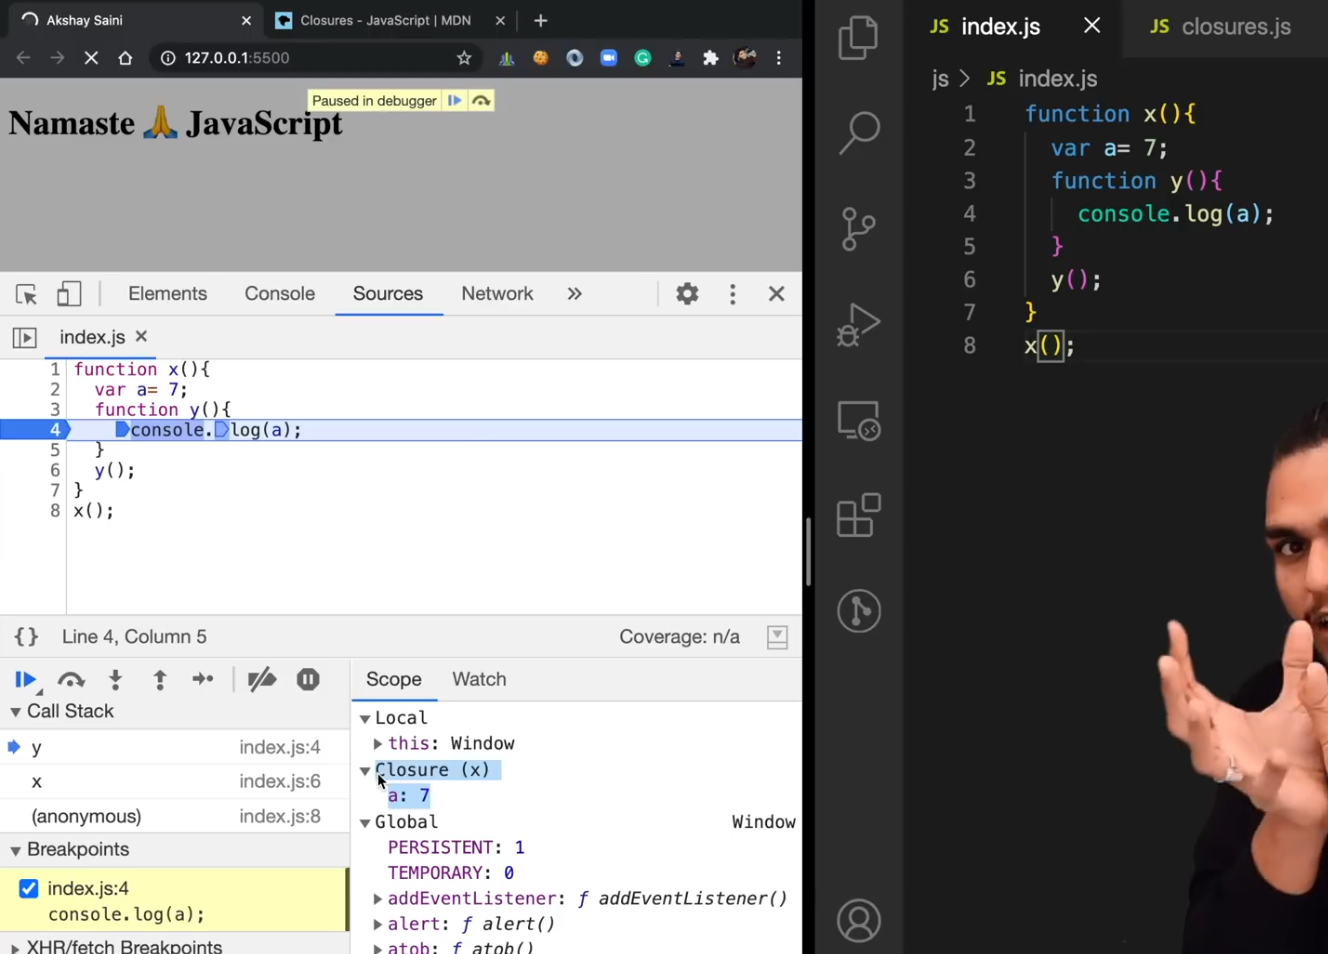 Akshay Saini
Closures - JavaScript | MDN
127.0.0.1:5500
Paused in debugger
Namaste 🙏 JavaScript
Elements Console Sources Network »
index.js
1 function x(){
2 var a= 7;
3 function y(){
4 console.log(a);
5 }
6 y();
7 }
8 x();
{} Line 4, Column 5 Coverage: n/a
Call Stack
y index.js:4
x index.js:6
(anonymous) index.js:8
Breakpoints
index.js:4
console.log(a);
XHR/fetch Breakpoints
Scope Watch
Local
this: Window
Closure (x)
a: 7
Global Window
PERSISTENT: 1
TEMPORARY: 0
addEventListener: ƒ addEventListener()
alert: ƒ alert()
atob: ƒ atob()
JS index.js JS closures.js
js > JS index.js
1 function x(){
2 var a= 7;
3 function y(){
4 console.log(a);
5 }
6 y();
7 }
8 x();